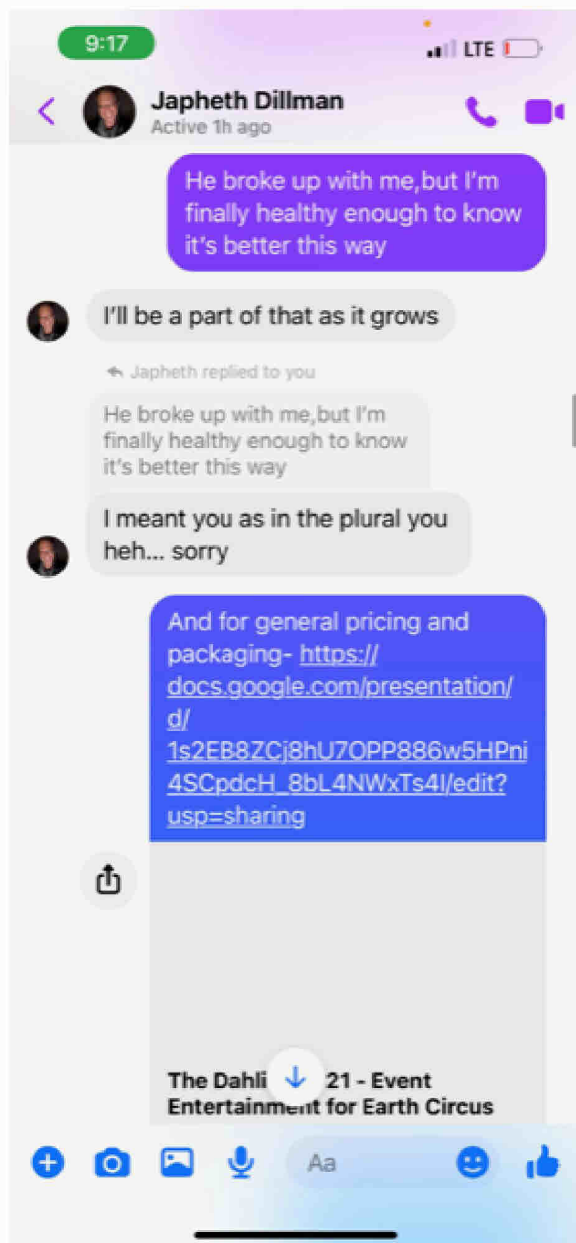 9:17
LTE
Japheth Dillman
Active 1h ago
He broke up with me,but I'm
finally healthy enough to know
it's better this way
I'll be a part of that as it grows
Japheth replied to you
He broke up with me,but I'm
finally healthy enough to know
it's better this way
I meant you as in the plural you
heh... sorry
And for general pricing and
packaging- https://
docs.google.com/presentation/
d/
1s2EB8ZCj8hU7OPP886w5HPni
4SCpdcH_8bL4NWxTs4I/edit?
usp=sharing
The Dahli 21 - Event
Entertainment for Earth Circus
Aa